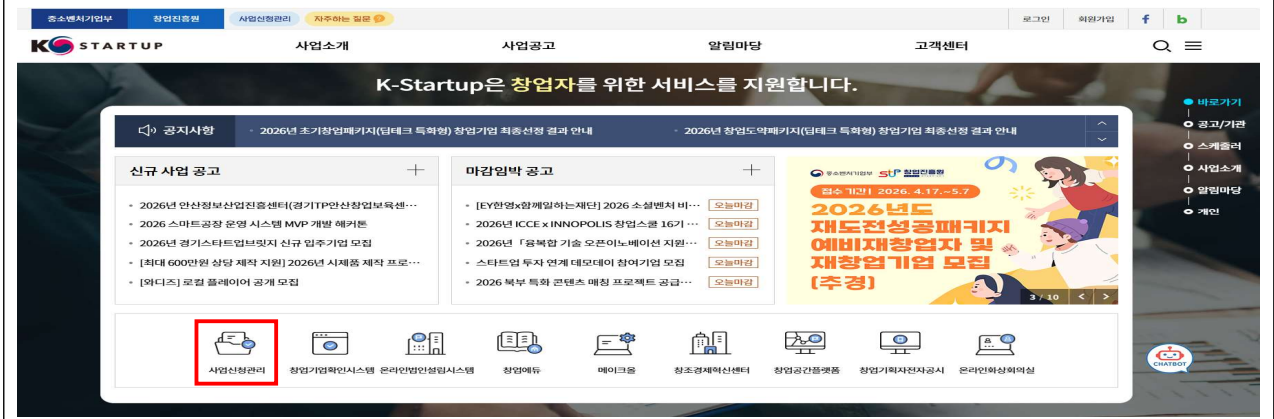 중소벤처기업부 창업진흥원 사업신청관리 자주하는 질문 로그인 회원가입 f b
K STARTUP 사업소개 사업공고 알림마당 고객센터
K-Startup은 창업자를 위한 서비스를 지원합니다.
공지사항 · 2026년 초기창업패키지(딥테크 특화형) 창업기업 최종선정 결과 안내 · 2026년 창업도약패키지(딥테크 특화형) 창업기업 최종선정 결과 안내
신규 사업 공고
· 2026년 안산정보산업진흥센터(경기TP안산창업보육센…
· 2026 스마트공장 운영 시스템 MVP 개발 해커톤
· 2026년 경기스타트업브릿지 신규 입주기업 모집
· [최대 600만원 상당 제작 지원] 2026년 시제품 제작 프로…
· [와디즈] 로컬 플레이어 공개 모집
마감임박 공고
· [EY한영x함께일하는재단] 2026 소셜벤처 비… 오늘마감
· 2026년 ICCE x INNOPOLIS 창업스쿨 16기 … 오늘마감
· 2026년 「융복합 기술 오픈이노베이션 지원… 오늘마감
· 스타트업 투자 연계 데모데이 참여기업 모집 오늘마감
· 2026 북부 특화 콘텐츠 매칭 프로젝트 공급… 오늘마감
중소벤처기업부 창업진흥원
접수 기간 | 2026. 4.17.~5.7
2026년도
재도전성공패키지
예비재창업자 및
재창업기업 모집
(추경)
3 / 10 < >
바로가기
공고/기관
스케줄러
사업소개
알림마당
개인
사업신청관리 창업기업확인시스템 온라인법인설립시스템 창업에듀 메이크올 창조경제혁신센터 창업공간플랫폼 창업기획자전자공시 온라인화상회의실
CHATBOT